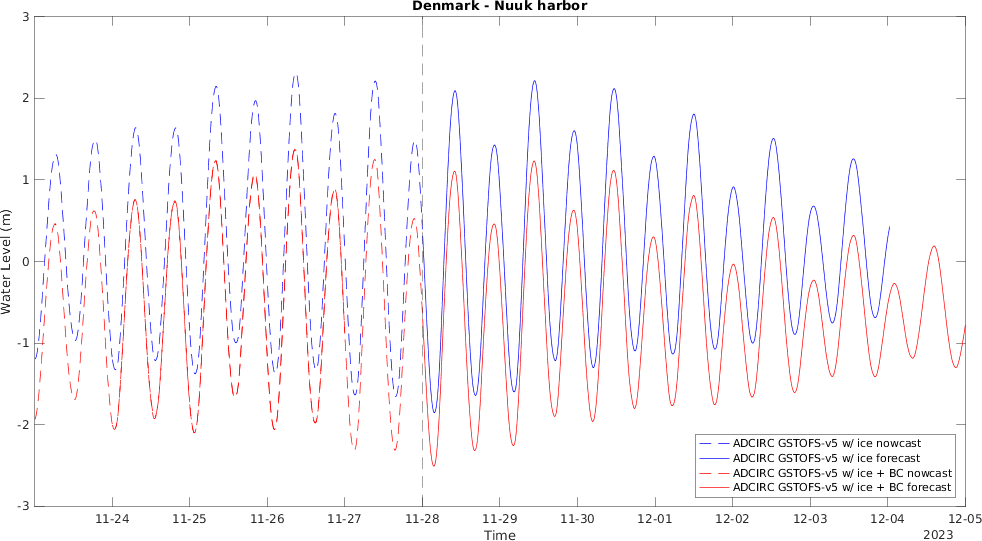 Denmark - Nuuk harbor
3
2
1
0
-1
-2
-3
Water Level (m)
ADCIRC GSTOFS-v5 w/ ice nowcast
ADCIRC GSTOFS-v5 w/ ice forecast
ADCIRC GSTOFS-v5 w/ ice + BC nowcast
ADCIRC GSTOFS-v5 w/ ice + BC forecast
11-24 11-25 11-26 11-27 11-28 11-29 11-30 12-01 12-02 12-03 12-04 12-05
Time
2023